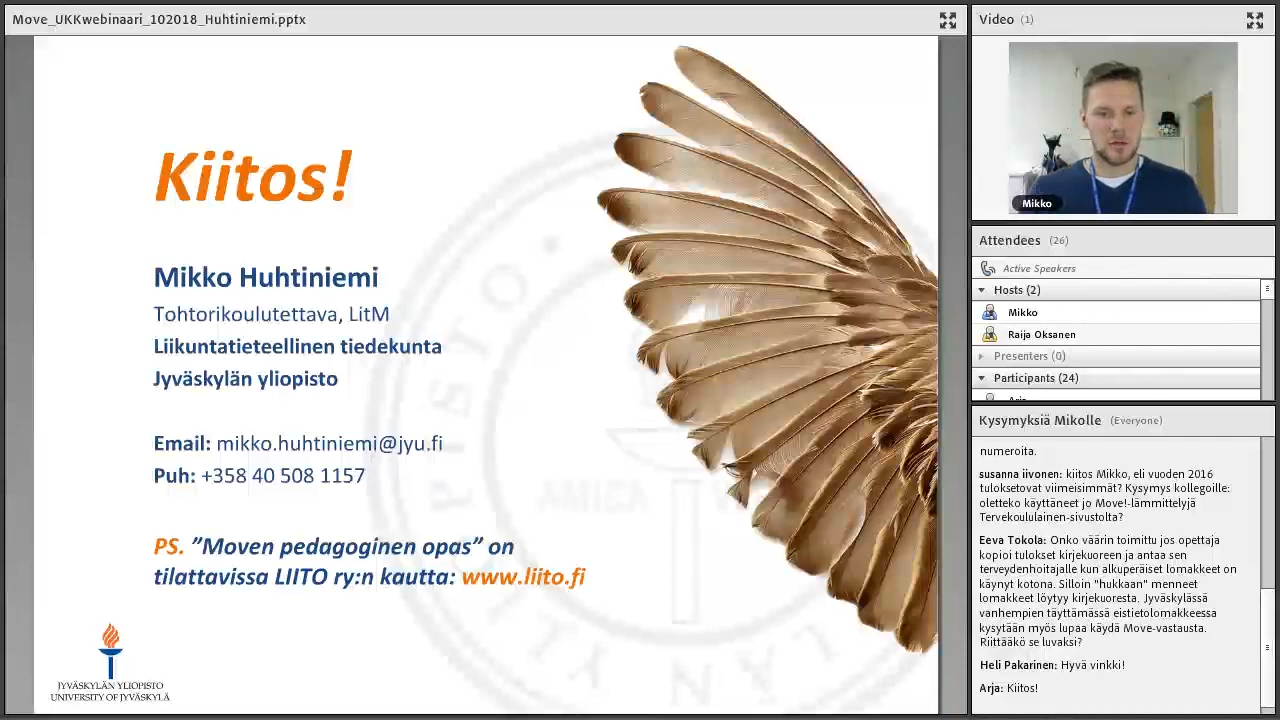 Move_UKKwebinaari_102018_Huhtiniemi.pptx
Kiitos!
Mikko Huhtiniemi
Tohtorikoulutettava, LitM
Liikuntatieteellinen tiedekunta
Jyväskylän yliopisto
Email: mikko.huhtiniemi@jyu.fi
Puh: +358 40 508 1157
PS. ”Moven pedagoginen opas” on
tilattavissa LIITO ry:n kautta: www.liito.fi
JYVÄSKYLÄN YLIOPISTO
UNIVERSITY OF JYVÄSKYLÄ
Video (1)
Mikko
Attendees (26)
Active Speakers
Hosts (2)
Mikko
Raija Oksanen
Presenters (0)
Participants (24)
Arja
Kysymyksiä Mikolle (Everyone)
numeroita.
susanna iivonen: kiitos Mikko, eli vuoden 2016
tuloksetovat viimeisimmät? Kysymys kollegoille:
oletteko käyttäneet jo Move!-lämmittelyjä
Tervekoululainen-sivustolta?
Eeva Tokola: Onko väärin toimittu jos opettaja
kopioi tulokset kirjekuoreen ja antaa sen
terveydenhoitajalle kun alkuperäiset lomakkeet on
käynyt kotona. Silloin "hukkaan" menneet
lomakkeet löytyy kirjekuoresta. Jyväskylässä
vanhempien täyttämässä eistietolomakkeessa
kysytään myös lupaa käydä Move-vastausta.
Riittääkö se luvaksi?
Heli Pakarinen: Hyvä vinkki!
Arja: Kiitos!